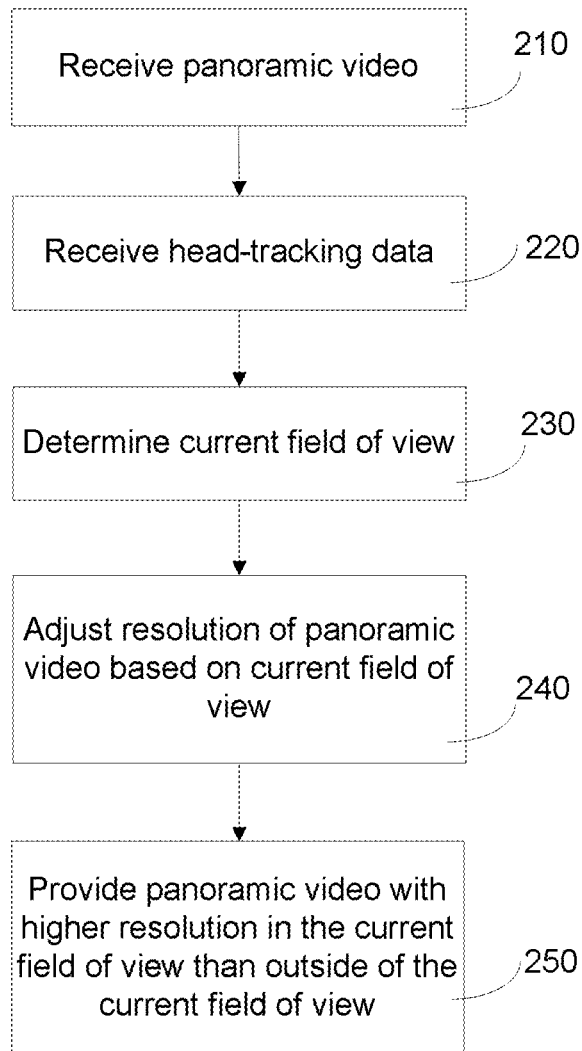 Receive panoramic video
210
Receive head-tracking data
220
Determine current field of view
230
Adjust resolution of panoramic
video based on current field of
view
240
Provide panoramic video with
higher resolution in the current
field of view than outside of the
current field of view
250